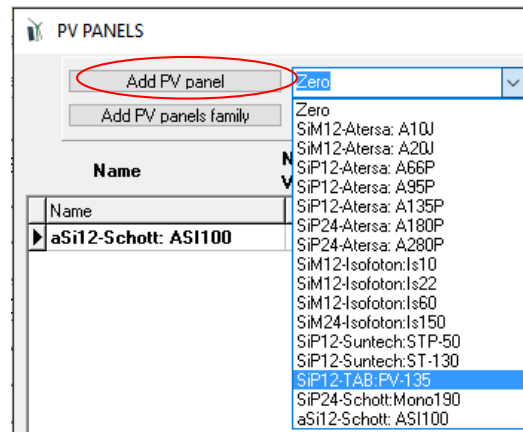 PV PANELS
Add PV panel
Zero
Add PV panels family
Name
N
V
Name
aSi12-Schott: ASI100
Zero
SiM12-Atersa: A10J
SiM12-Atersa: A20J
SiP12-Atersa: A66P
SiP12-Atersa: A95P
SiP12-Atersa: A135P
SiP24-Atersa: A180P
SiP24-Atersa: A280P
SiM12-Isofoton:Is10
SiM12-Isofoton:Is22
SiM12-Isofoton:Is60
SiM24-Isofoton:Is150
SiP12-Suntech:STP-50
SiP12-Suntech:ST-130
SiP12-TAB:PV-135
SiP24-Schott:Mono190
aSi12-Schott: ASI100